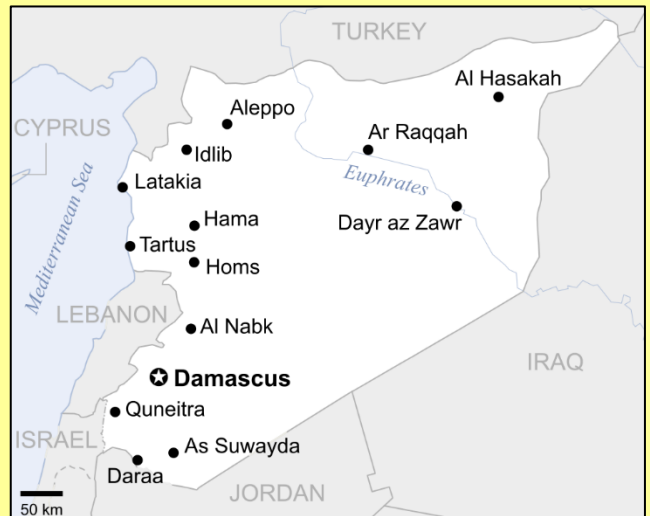 TURKEY
Al Hasakah
Aleppo
CYPRUS
Ar Raqqah
Idlib
Euphrates
Latakia
Mediterranean Sea
Hama
Dayr az Zawr
Tartus
Homs
LEBANON
Al Nabk
IRAQ
Damascus
Quneitra
ISRAEL
As Suwayda
Daraa
JORDAN
50 km